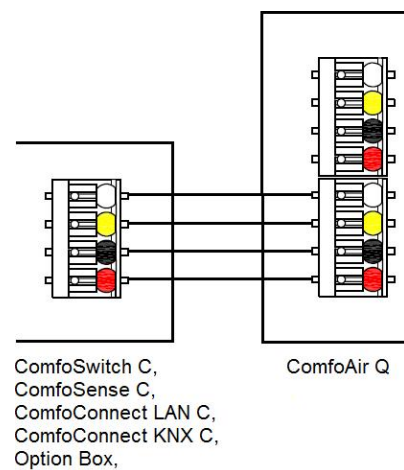 ComfoSwitch C,
ComfoSense C,
ComfoConnect LAN C,
ComfoConnect KNX C,
Option Box,
ComfoAir Q